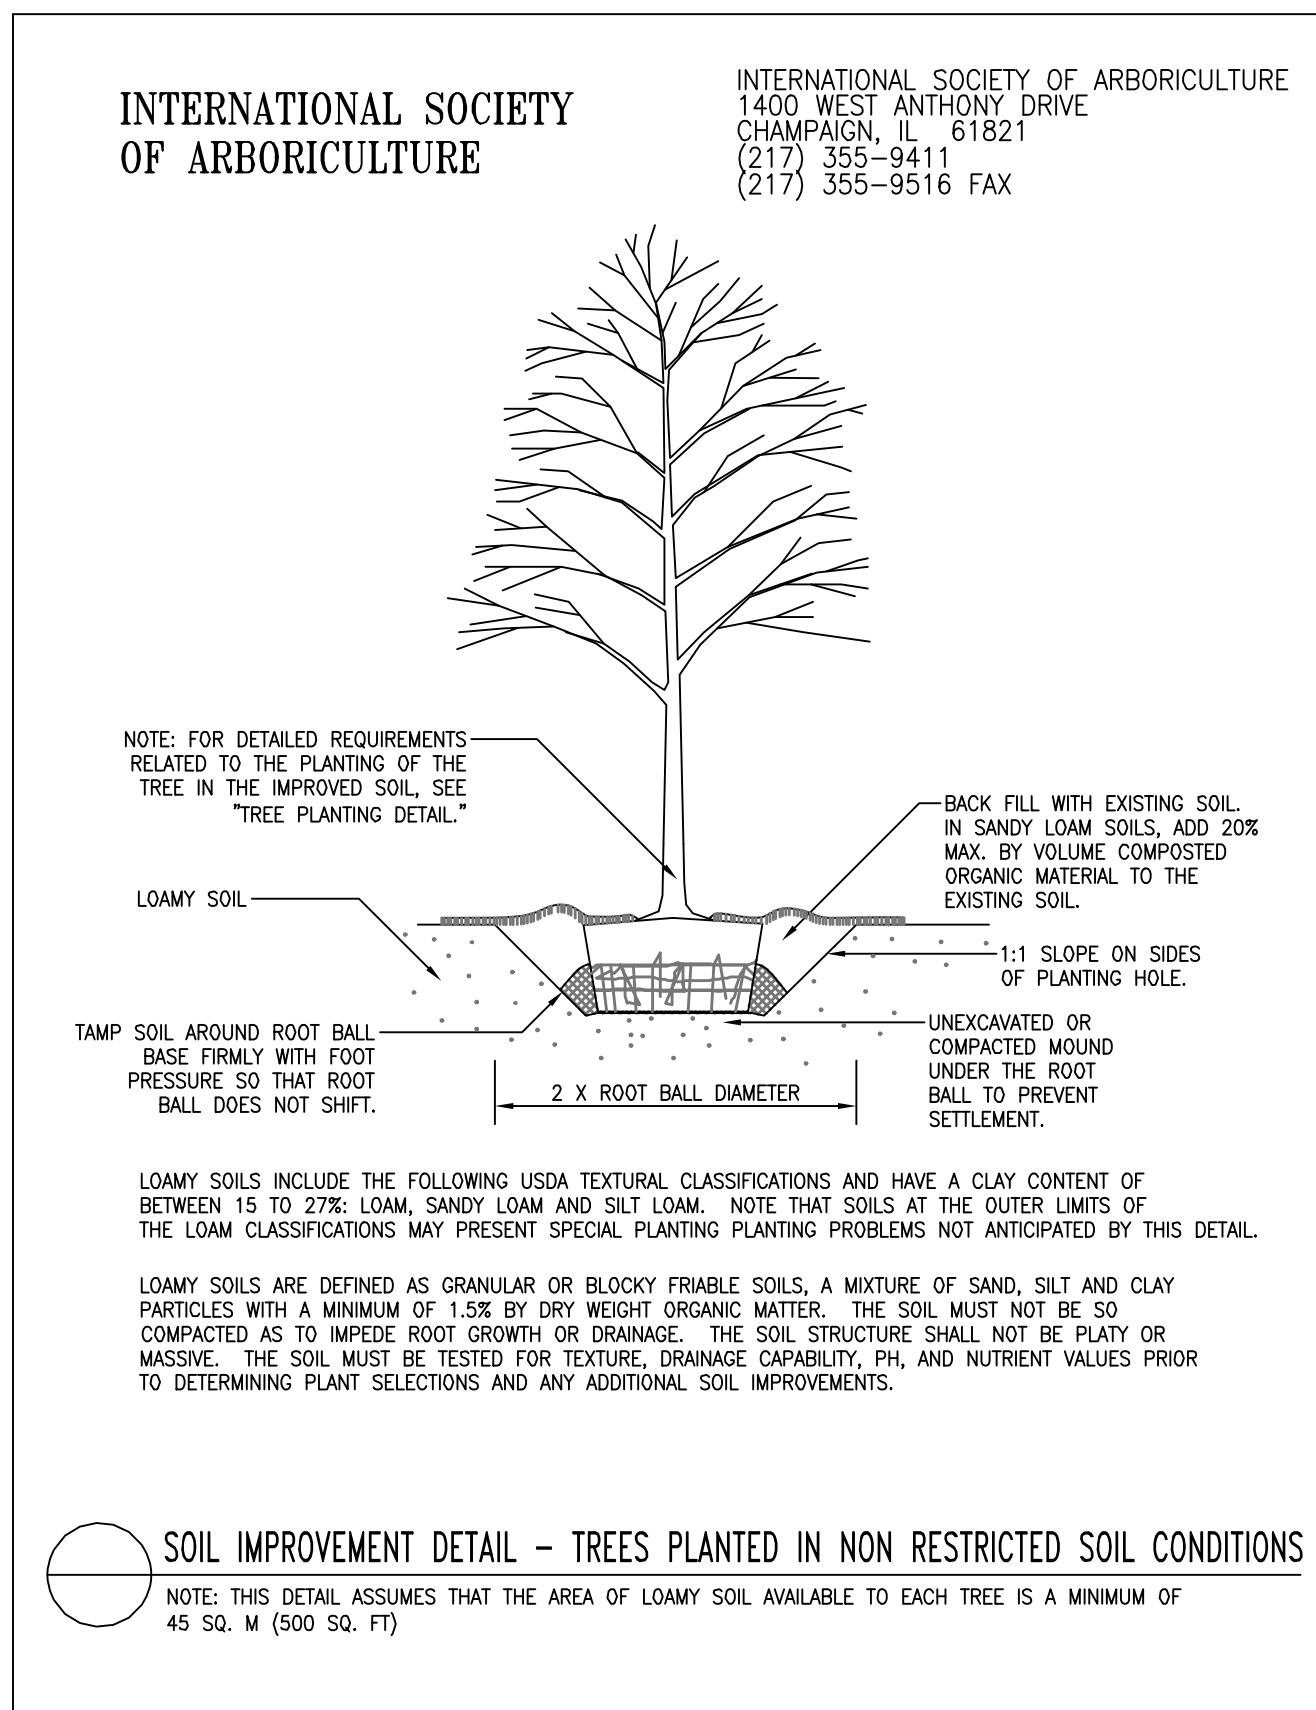 INTERNATIONAL SOCIETY
OF ARBORICULTURE
INTERNATIONAL SOCIETY OF ARBORICULTURE
1400 WEST ANTHONY DRIVE
CHAMPAIGN, IL 61821
(217) 355-9411
(217) 355-9516 FAX
NOTE: FOR DETAILED REQUIREMENTS
RELATED TO THE PLANTING OF THE
TREE IN THE IMPROVED SOIL, SEE
"TREE PLANTING DETAIL."
BACK FILL WITH EXISTING SOIL.
IN SANDY LOAM SOILS, ADD 20%
MAX. BY VOLUME COMPOSTED
ORGANIC MATERIAL TO THE
EXISTING SOIL.
LOAMY SOIL
1:1 SLOPE ON SIDES
OF PLANTING HOLE.
TAMP SOIL AROUND ROOT BALL
BASE FIRMLY WITH FOOT
PRESSURE SO THAT ROOT
BALL DOES NOT SHIFT.
UNEXCAVATED OR
COMPACTED MOUND
UNDER THE ROOT
BALL TO PREVENT
SETTLEMENT.
2 X ROOT BALL DIAMETER
LOAMY SOILS INCLUDE THE FOLLOWING USDA TEXTURAL CLASSIFICATIONS AND HAVE A CLAY CONTENT OF
BETWEEN 15 TO 27%: LOAM, SANDY LOAM AND SILT LOAM. NOTE THAT SOILS AT THE OUTER LIMITS OF
THE LOAM CLASSIFICATIONS MAY PRESENT SPECIAL PLANTING PLANTING PROBLEMS NOT ANTICIPATED BY THIS DETAIL.
LOAMY SOILS ARE DEFINED AS GRANULAR OR BLOCKY FRIABLE SOILS, A MIXTURE OF SAND, SILT AND CLAY
PARTICLES WITH A MINIMUM OF 1.5% BY DRY WEIGHT ORGANIC MATTER. THE SOIL MUST NOT BE SO
COMPACTED AS TO IMPEDE ROOT GROWTH OR DRAINAGE. THE SOIL STRUCTURE SHALL NOT BE PLATY OR
MASSIVE. THE SOIL MUST BE TESTED FOR TEXTURE, DRAINAGE CAPABILITY, PH, AND NUTRIENT VALUES PRIOR
TO DETERMINING PLANT SELECTIONS AND ANY ADDITIONAL SOIL IMPROVEMENTS.
SOIL IMPROVEMENT DETAIL - TREES PLANTED IN NON RESTRICTED SOIL CONDITIONS
NOTE: THIS DETAIL ASSUMES THAT THE AREA OF LOAMY SOIL AVAILABLE TO EACH TREE IS A MINIMUM OF
45 SQ. M (500 SQ. FT)